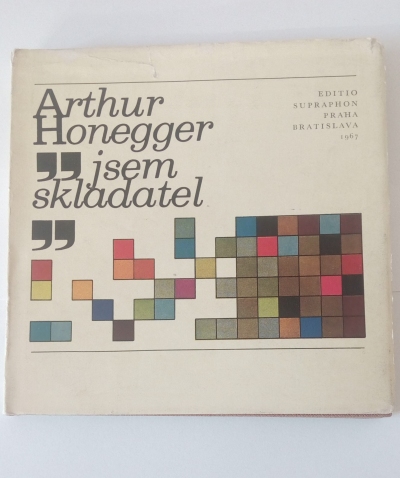 Arthur
Honegger
„ jsem
skladatel
”
EDITIO
SUPRAPHON
PRAHA
BRATISLAVA
1967